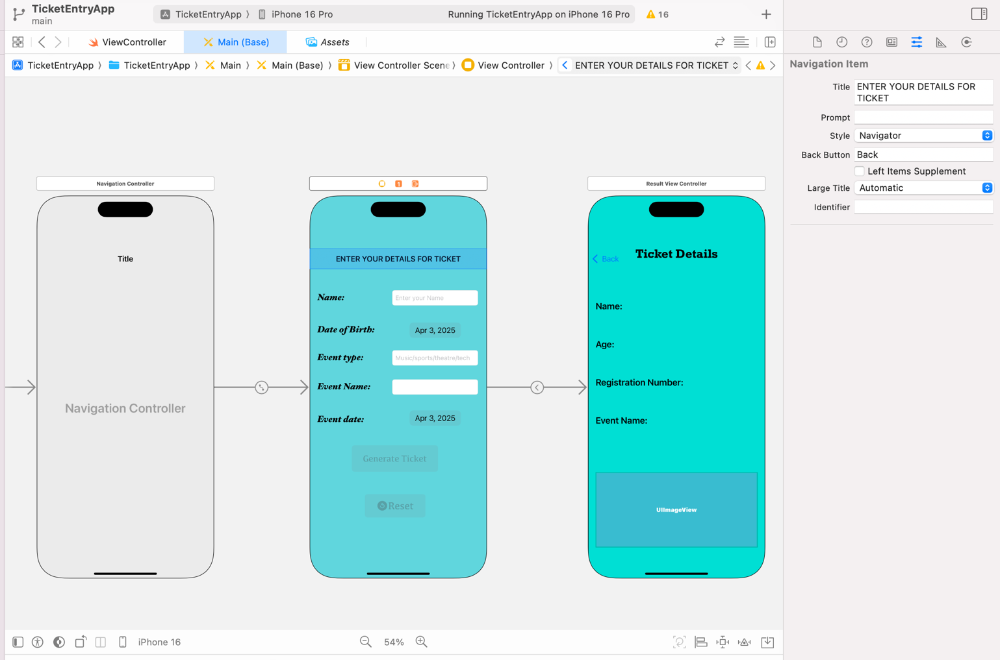 TicketEntryApp
main
TicketEntryApp
iPhone 16 Pro
Running TicketEntryApp on iPhone 16 Pro
16
ViewController
Main (Base)
Assets
TicketEntryApp
TicketEntryApp
Main
Main (Base)
View Controller Scene
View Controller
ENTER YOUR DETAILS FOR TICKET
Navigation Item
Title
ENTER YOUR DETAILS FOR
TICKET
Prompt
Style
Navigator
Back Button
Back
Left Items Supplement
Large Title
Automatic
Identifier
Navigation Controller
Title
Navigation Controller
1
ENTER YOUR DETAILS FOR TICKET
Name:
Enter your Name
Date of Birth:
Apr 3, 2025
Event type:
Music/sports/theatre/tech
Event Name:
Event date:
Apr 3, 2025
Generate Ticket
Reset
Result View Controller
Back
Ticket Details
Name:
Age:
Registration Number:
Event Name:
UIImageView
iPhone 16
54%